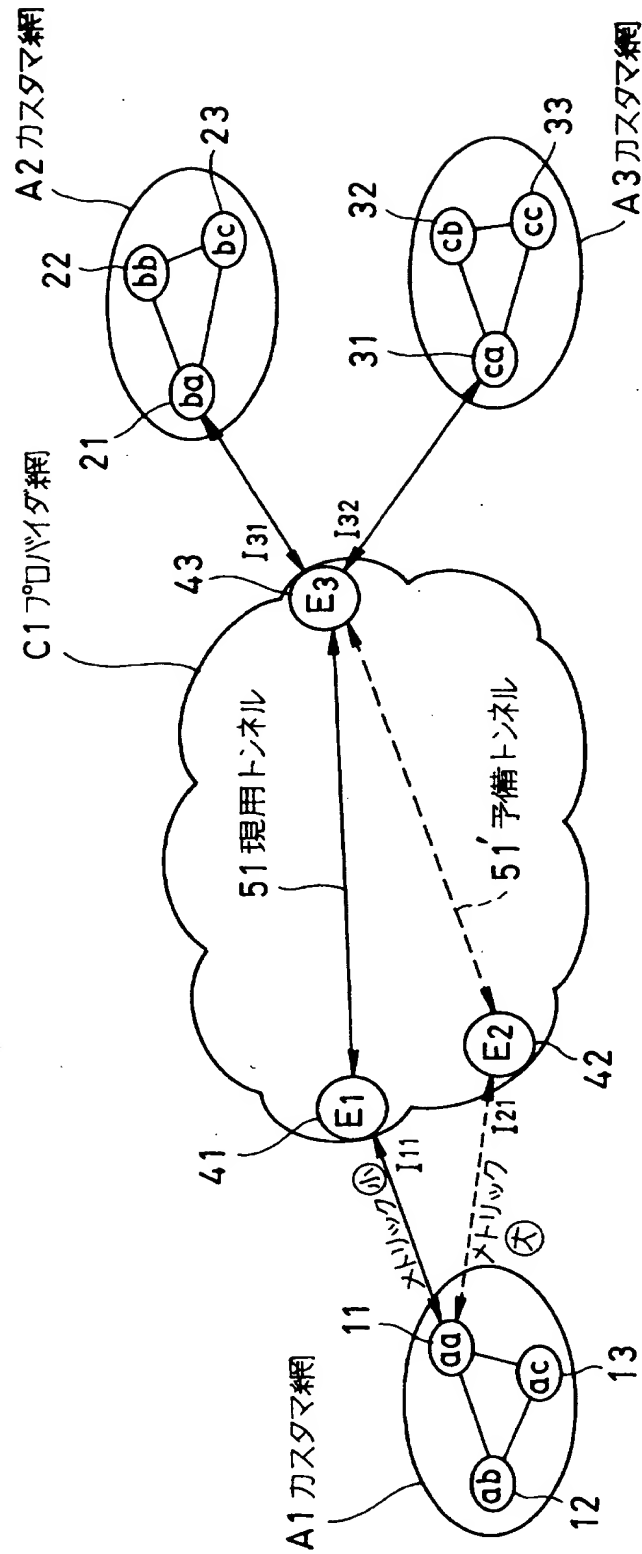 A1カスタマ網
11
aa
ab
ac
12
13
メトリック小
メトリック大
I11
I21
41
E1
E2
42
C1プロバイダ網
51現用トンネル
51′予備トンネル
43
E3
I31
I32
A2カスタマ網
21
22
23
ba
bb
bc
31
32
33
ca
cb
cc
A3カスタマ網